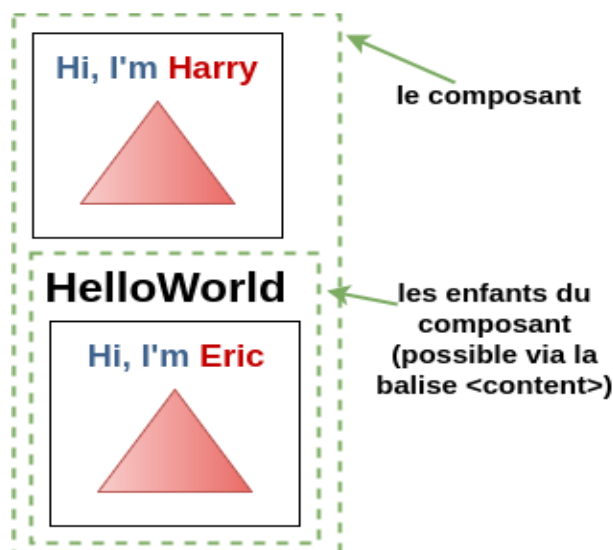 Hi, I'm Harry
le composant
HelloWorld
les enfants du
composant
(possible via la
balise <content>)
Hi, I'm Eric